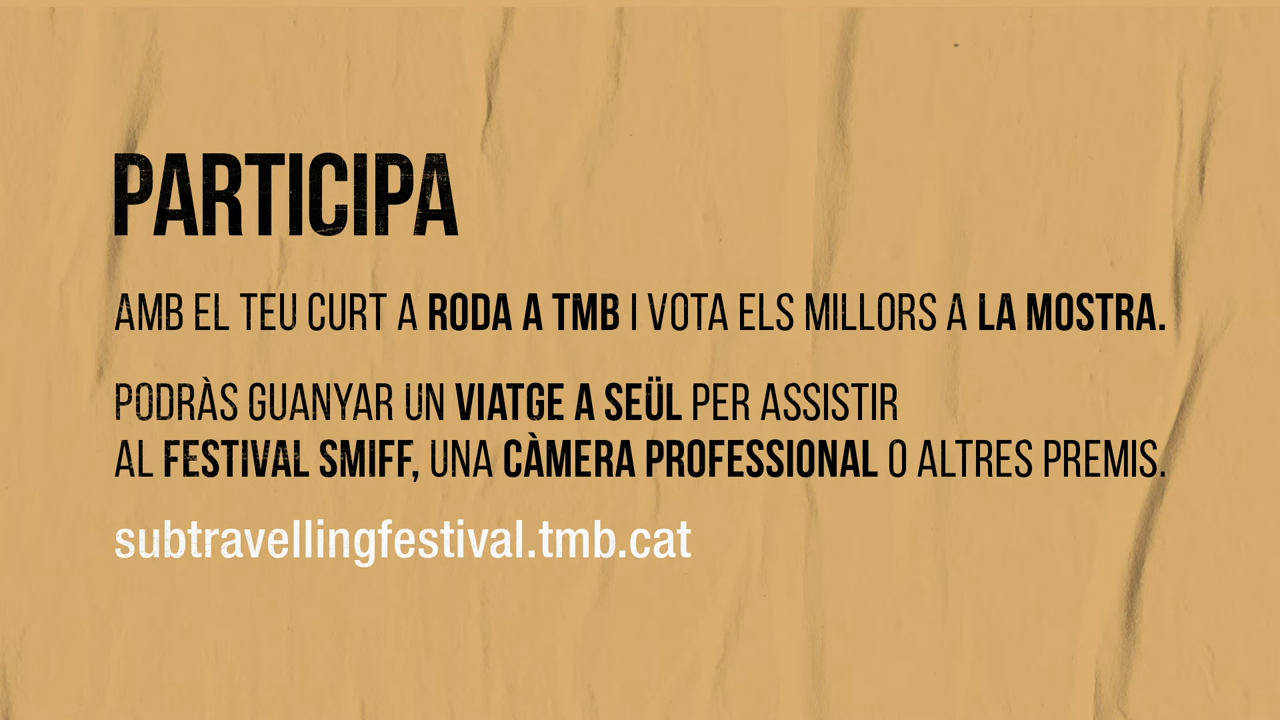 PARTICIPA
AMB EL TEU CURT A RODA A TMB I VOTA ELS MILLORS A LA MOSTRA.
PODRÀS GUANYAR UN VIATGE A SEÜL PER ASSISTIR
AL FESTIVAL SMIFF, UNA CÀMERA PROFESSIONAL O ALTRES PREMIS.
subtravellingfestival.tmb.cat